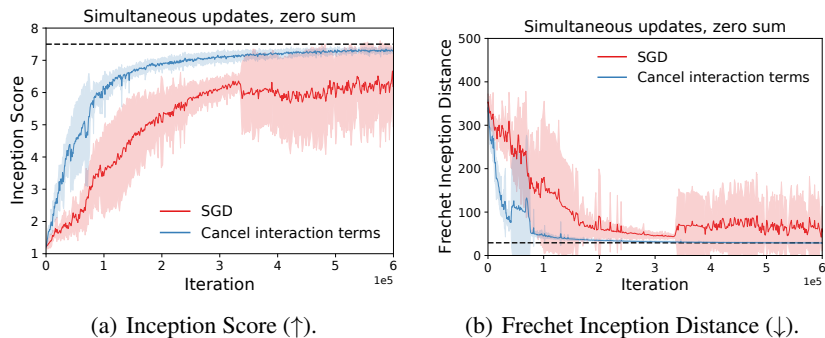 Simultaneous updates, zero sum
Inception Score
8
7
6
5
4
3
2
1
SGD
Cancel interaction terms
0 1 2 3 4 5 6
1e5
Iteration
(a) Inception Score (↑).
Simultaneous updates, zero sum
Frechet Inception Distance
500
400
300
200
100
0
SGD
Cancel interaction terms
0 1 2 3 4 5 6
1e5
Iteration
(b) Frechet Inception Distance (↓).